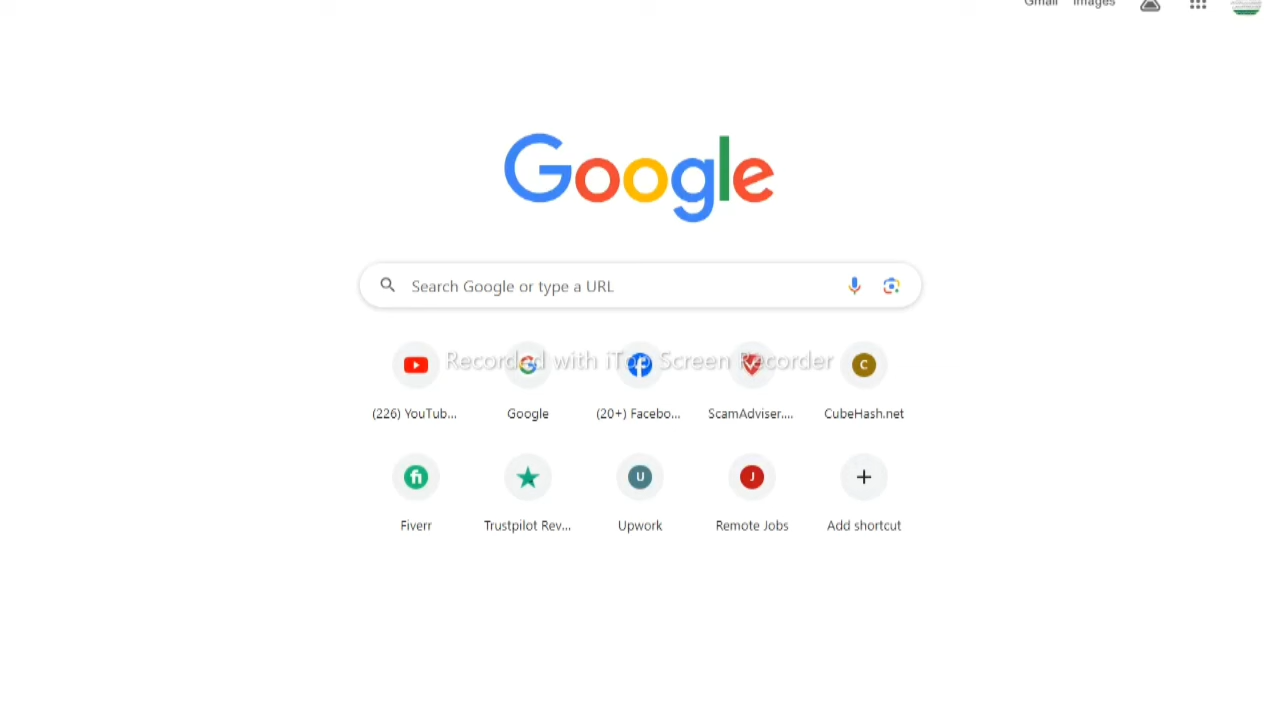 Gmail Images
Google
Search Google or type a URL
Recorded with iTop Screen Recorder
(226) YouTub... Google (20+) Facebo... ScamAdviser.... CubeHash.net
C
fi U J
Fiverr Trustpilot Rev... Upwork Remote Jobs Add shortcut